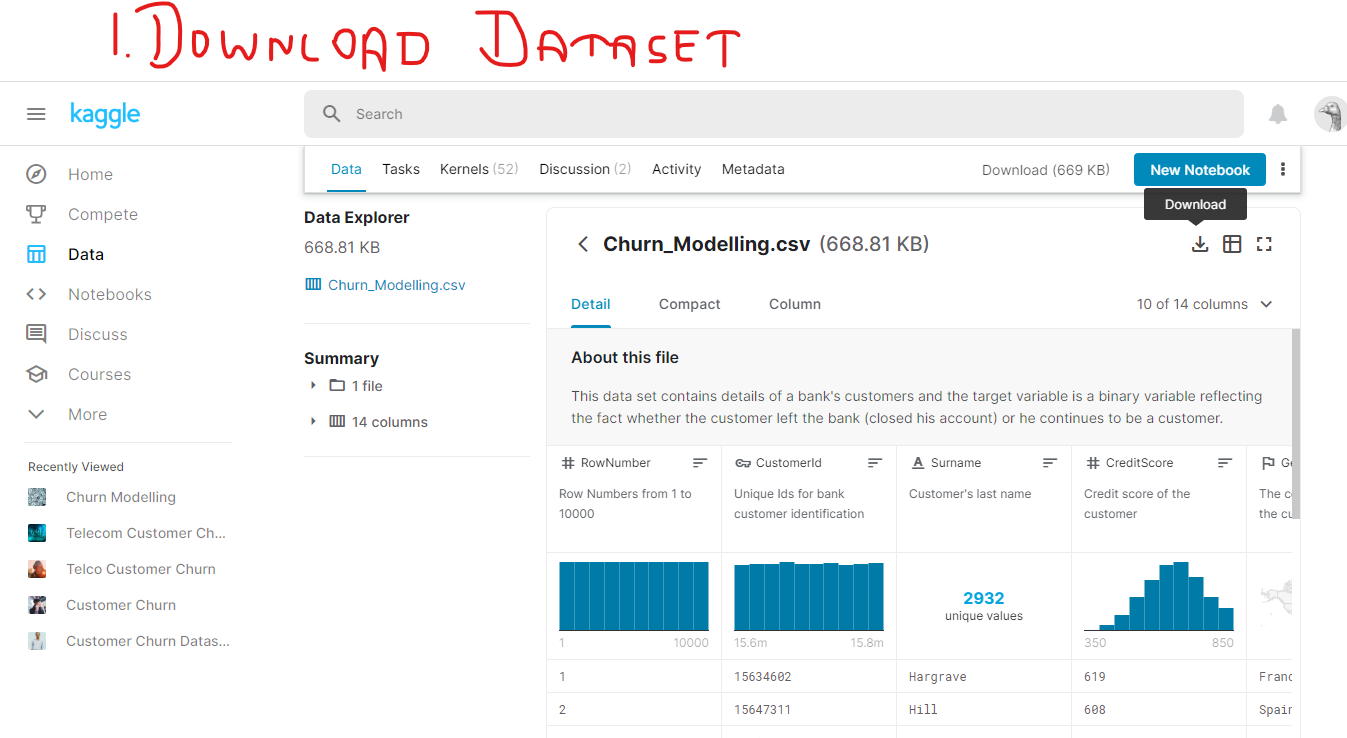 1. DOWNLOAD DATASET
kaggle
Search
Home
Compete
Data
Notebooks
Discuss
Courses
More
Recently Viewed
Churn Modelling
Telecom Customer Ch...
Telco Customer Churn
Customer Churn
Customer Churn Datas...
Data Tasks Kernels (52) Discussion (2) Activity Metadata Download (669 KB) New Notebook
Download
Data Explorer
668.81 KB
Churn_Modelling.csv
Summary
1 file
14 columns
Churn_Modelling.csv (668.81 KB)
Detail Compact Column 10 of 14 columns
About this file
This data set contains details of a bank's customers and the target variable is a binary variable reflecting
the fact whether the customer left the bank (closed his account) or he continues to be a customer.
RowNumber CustomerId Surname CreditScore Ge
Row Numbers from 1 to
10000
Unique Ids for bank
customer identification
Customer's last name
Credit score of the
customer
The c
the cu
1 10000
15.6m 15.8m
2932
unique values
350 850
1 15634602 Hargrave 619 Franc
2 15647311 Hill 608 Spain